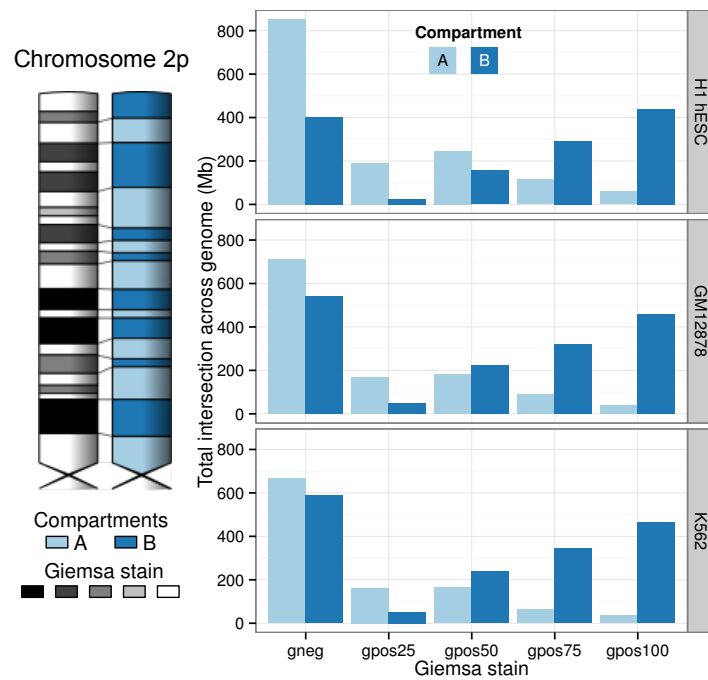 Chromosome 2p
Compartments
A B
Giemsa stain
Total intersection across genome (Mb)
Compartment
A B
800
600
400
200
0
H1 hESC
800
600
400
200
0
GM12878
800
600
400
200
0
K562
gneg gpos25 gpos50 gpos75 gpos100
Giemsa stain